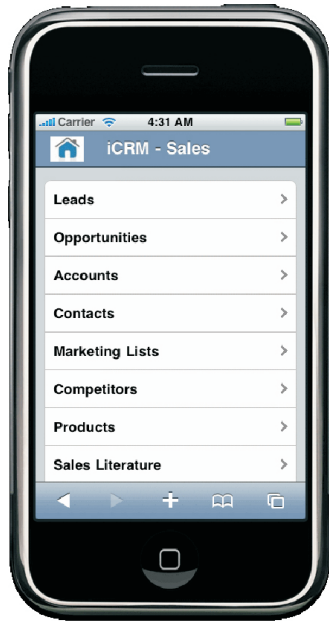 Carrier 4:31 AM
iCRM - Sales
Leads
Opportunities
Accounts
Contacts
Marketing Lists
Competitors
Products
Sales Literature